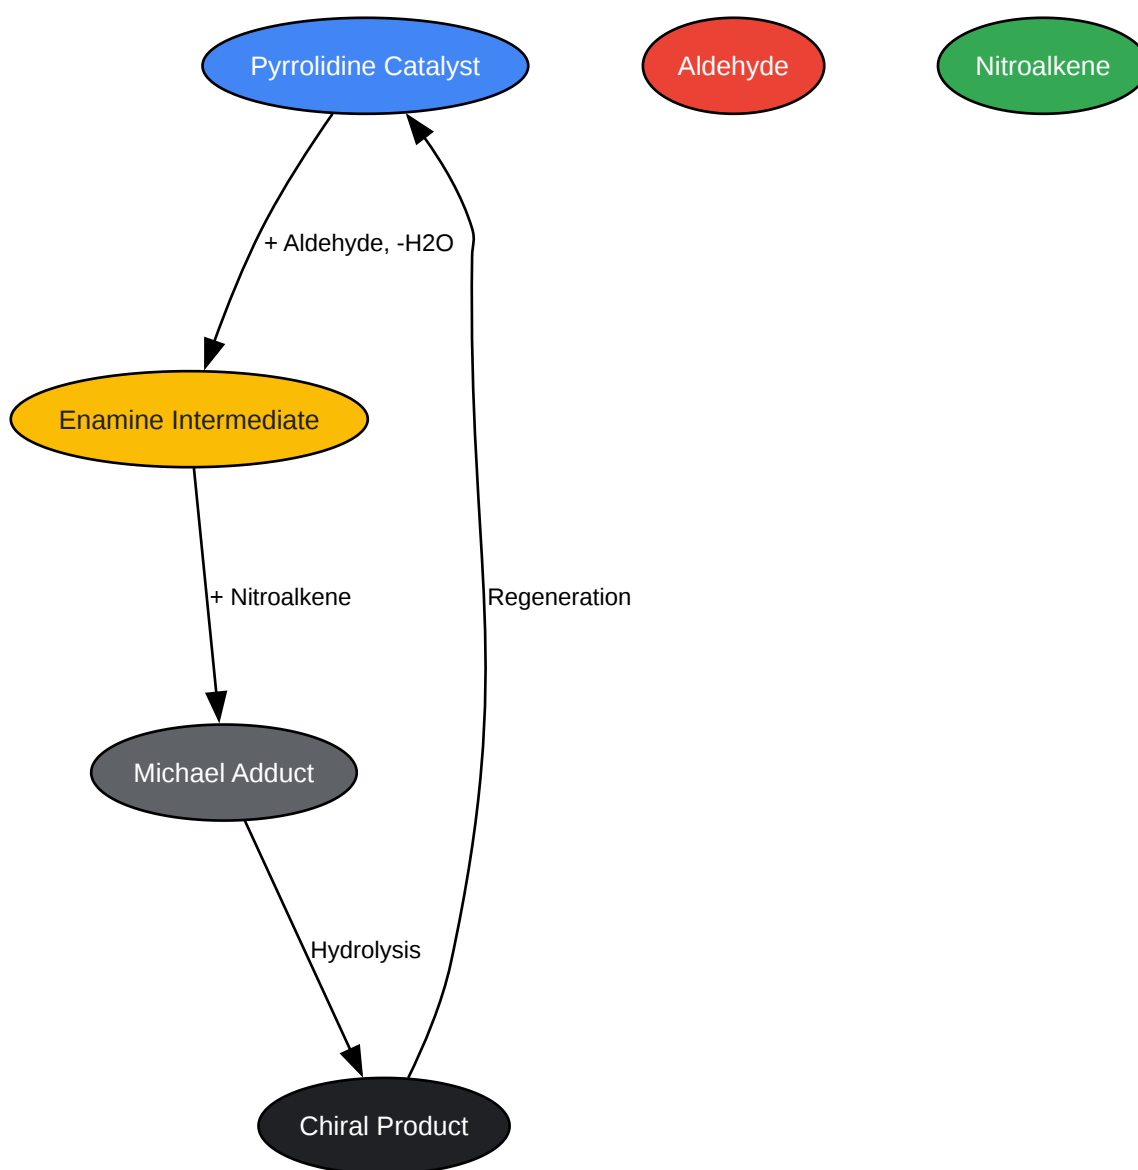 Pyrrolidine Catalyst
Aldehyde
Nitroalkene
+ Aldehyde, -H2O
Enamine Intermediate
+ Nitroalkene
Regeneration
Michael Adduct
Hydrolysis
Chiral Product